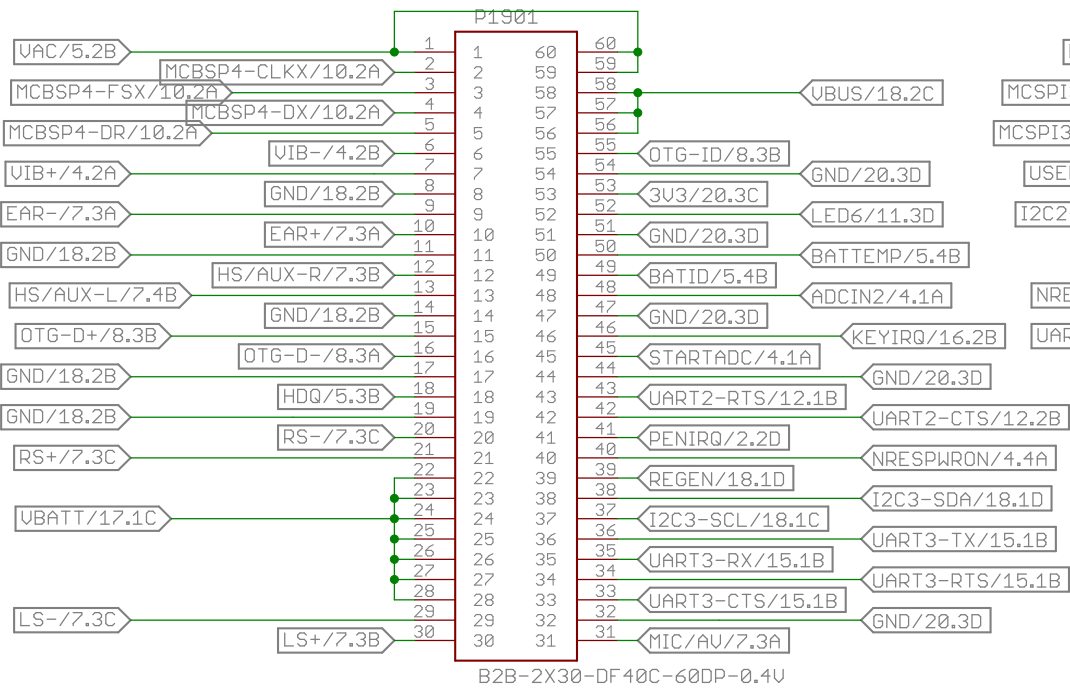 P1901
VAC/5.2B 1 1 60 60
MCBSP4-CLKX/10.2A 2 2 59 59
MCBSP4-FSX/10.2A 3 3 58 58 VBUS/18.2C MCSPI
MCBSP4-DX/10.2A 4 4 57 57
MCBSP4-DR/10.2A 5 5 56 56 MCSPI3
VIB-/4.2B 6 6 55 55 OTG-ID/8.3B
VIB+/4.2A 7 7 54 54 GND/20.3D
GND/18.2B 8 8 53 53 3V3/20.3C
EAR-/7.3A 9 9 52 52 LED6/11.3D I2C2
EAR+/7.3A 10 10 51 51 GND/20.3D
GND/18.2B 11 11 50 50 BATTEMP/5.4B
HS/AUX-R/7.3B 12 12 49 49 BATID/5.4B
HS/AUX-L/7.4B 13 13 48 48 ADCIN2/4.1A NRE
GND/18.2B 14 14 47 47 GND/20.3D
OTG-D+/8.3B 15 15 46 46 KEYIRQ/16.2B
OTG-D-/8.3A 16 16 45 45 STARTADC/4.1A
GND/18.2B 17 17 44 44 GND/20.3D
HDQ/5.3B 18 18 43 43 UART2-RTS/12.1B
GND/18.2B 19 19 42 42 UART2-CTS/12.2B
RS-/7.3C 20 20 41 41 PENIRQ/2.2D
RS+/7.3C 21 21 40 40 NRESPWRON/4.4A
22 22 39 39 REGEN/18.1D
23 23 38 38 I2C3-SDA/18.1D
VBATT/17.1C 24 24 37 37 I2C3-SCL/18.1C
25 25 36 36 UART3-TX/15.1B
26 26 35 35 UART3-RX/15.1B
27 27 34 34 UART3-RTS/15.1B
28 28 33 33 UART3-CTS/15.1B
LS-/7.3C 29 29 32 32 GND/20.3D
LS+/7.3B 30 30 31 31 MIC/AV/7.3A
B2B-2X30-DF40C-60DP-0.4V